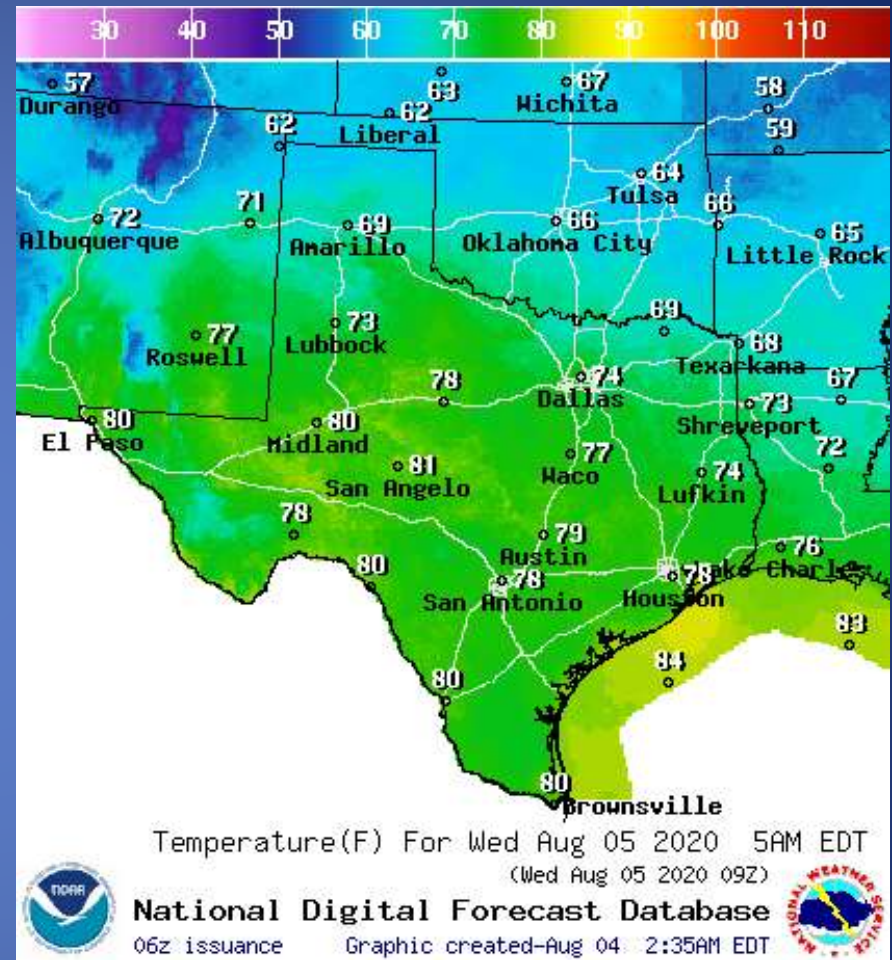 30 40 50 60 70 80 90 100 110
57 63 67 58
Durango 62 Wichita
62 Liberal 59
64
Tulsa
72 71 69 66 66 65
Albuquerque Amarillo Oklahoma City Little Rock
77 73 69 68
Roswell Lubbock Texarkana
74
78 Dallas 73 67
80 80 Shreveport
El Paso Midland 77 72
81 Waco 74
San Angelo Lufkin
78 79 76
Austin
80 78 78 Lake Charles
San Antonio Houston
83
80 84
80
Brownsville
Temperature(F) For Wed Aug 05 2020 5AM EDT
(Wed Aug 05 2020 09Z)
NOAA
NATIONAL WEATHER SERVICE
National Digital Forecast Database
06z issuance Graphic created-Aug 04 2:35AM EDT